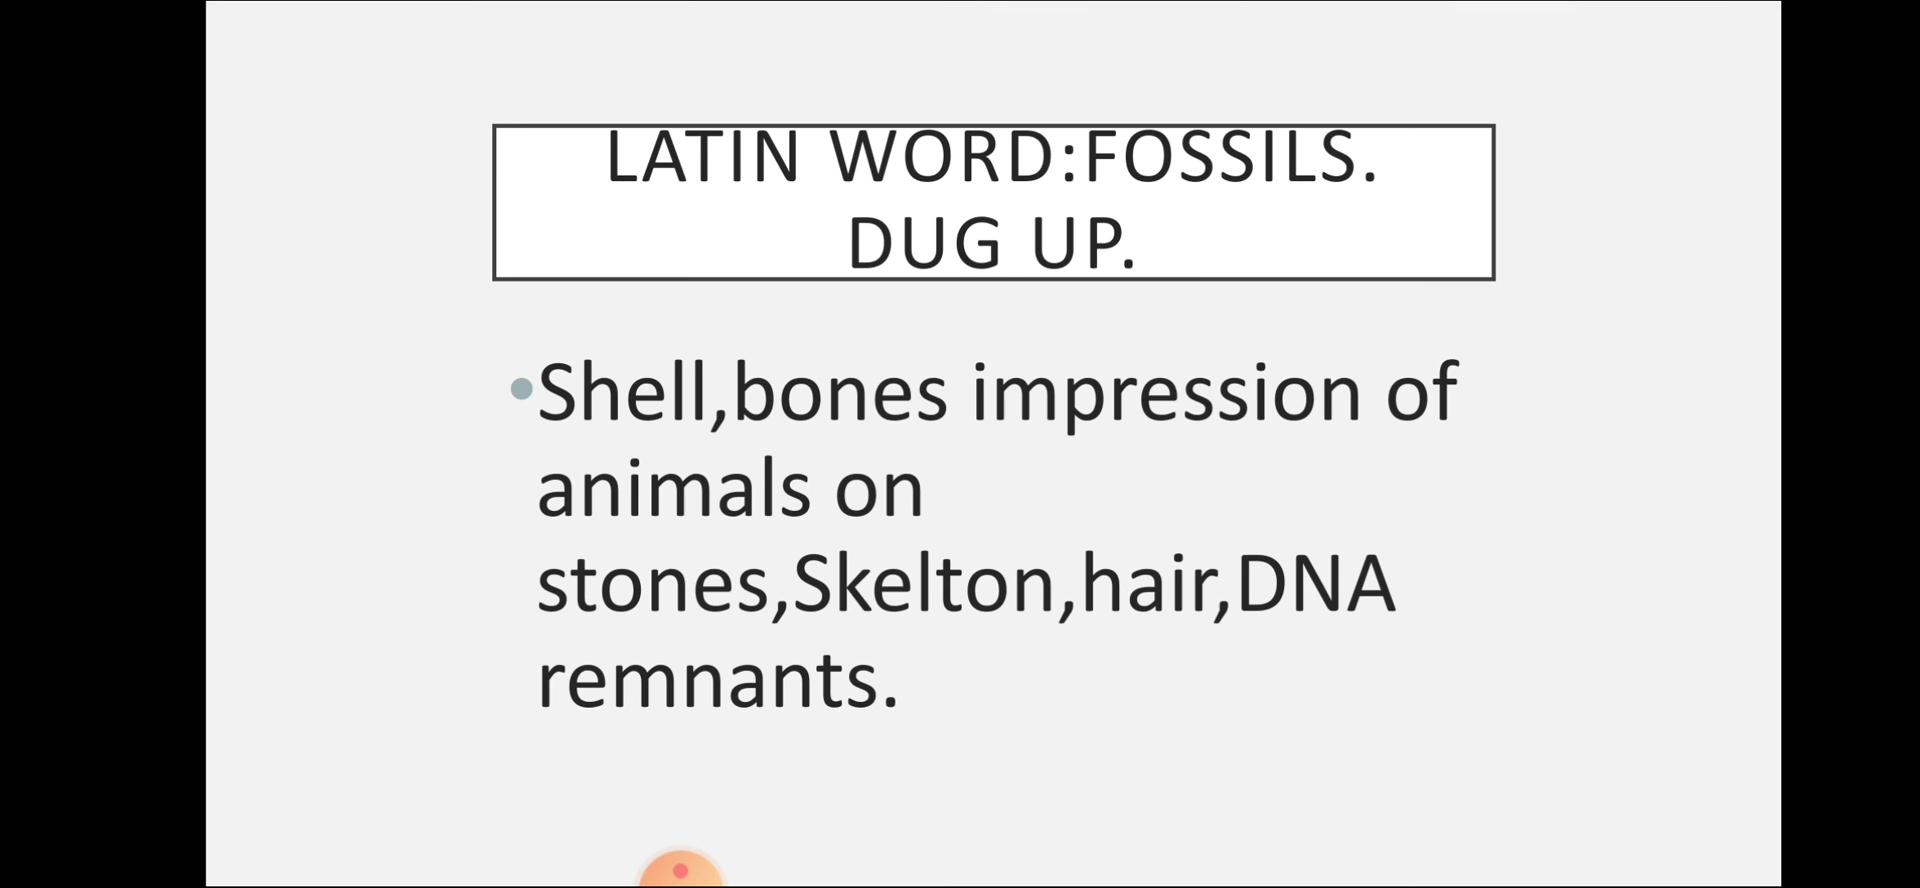 LATIN WORD:FOSSILS.
DUG UP.
•Shell,bones impression of
animals on
stones,Skelton,hair,DNA
remnants.